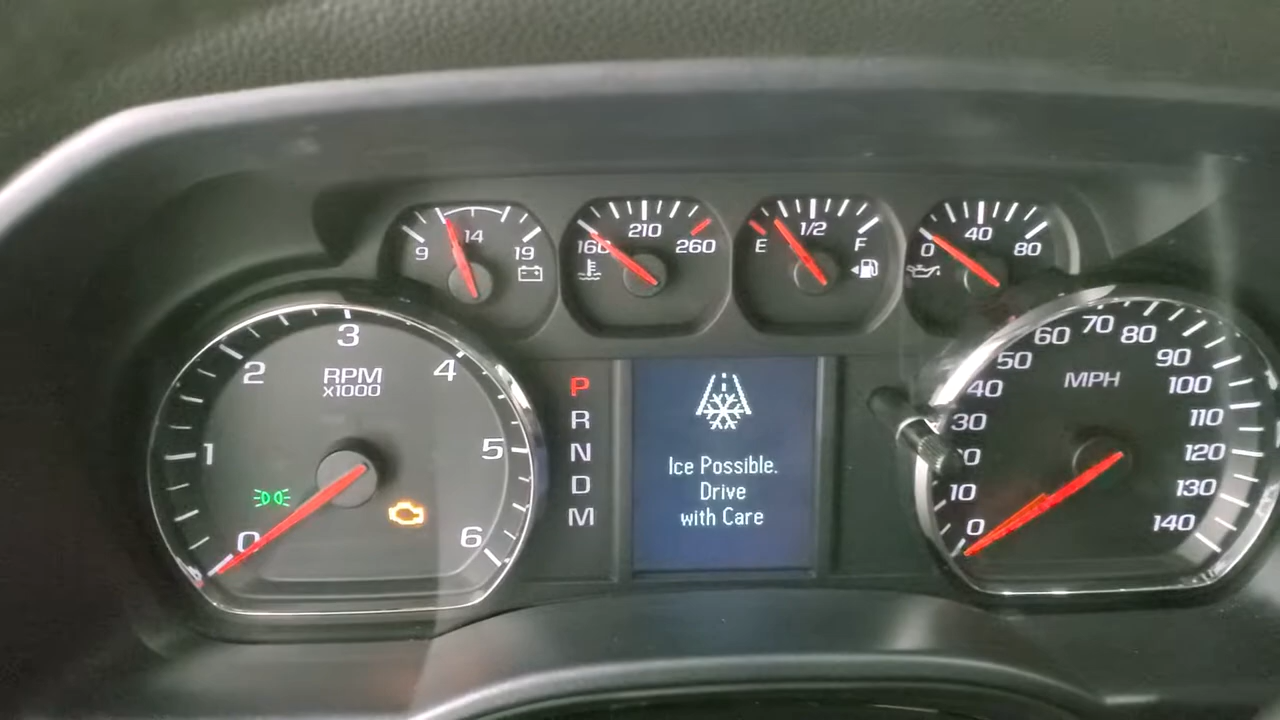 9 14 19
160 210 260
E 1/2 F
0 40 80
0 1 2 3 4 5 6
RPM
x1000
P
R
N
D
M
Ice Possible.
Drive
with Care
0 10 20 30 40 50 60 70 80 90 100 110 120 130 140
MPH